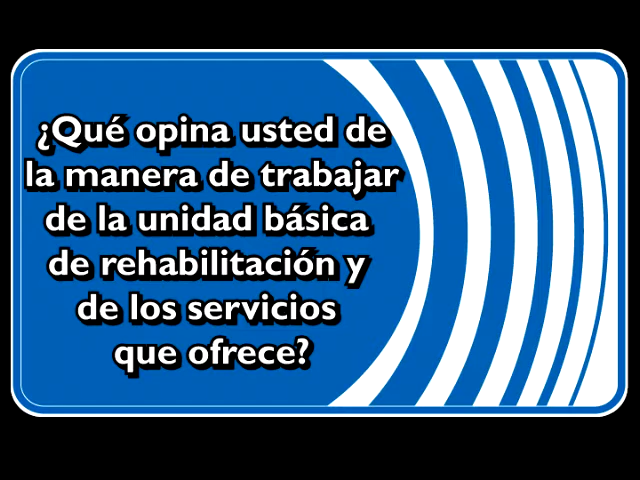 ¿Qué opina usted de
la manera de trabajar
de la unidad básica
de rehabilitación y
de los servicios
que ofrece?